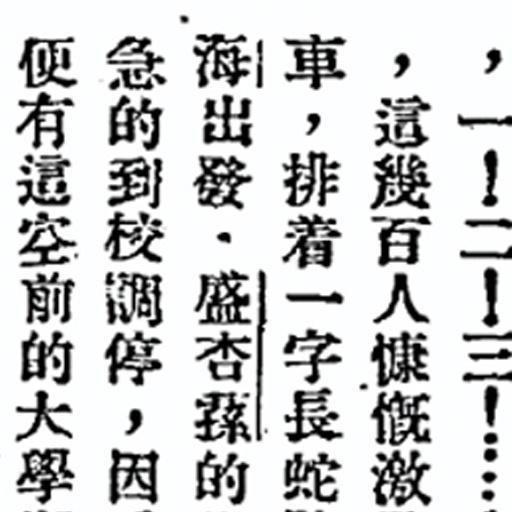 ，一！二！三！……
，這幾百人慷慨激
車，排着一字長蛇
海出發．盛杏蓀的
急的到校調停，因
便有這空前的大學